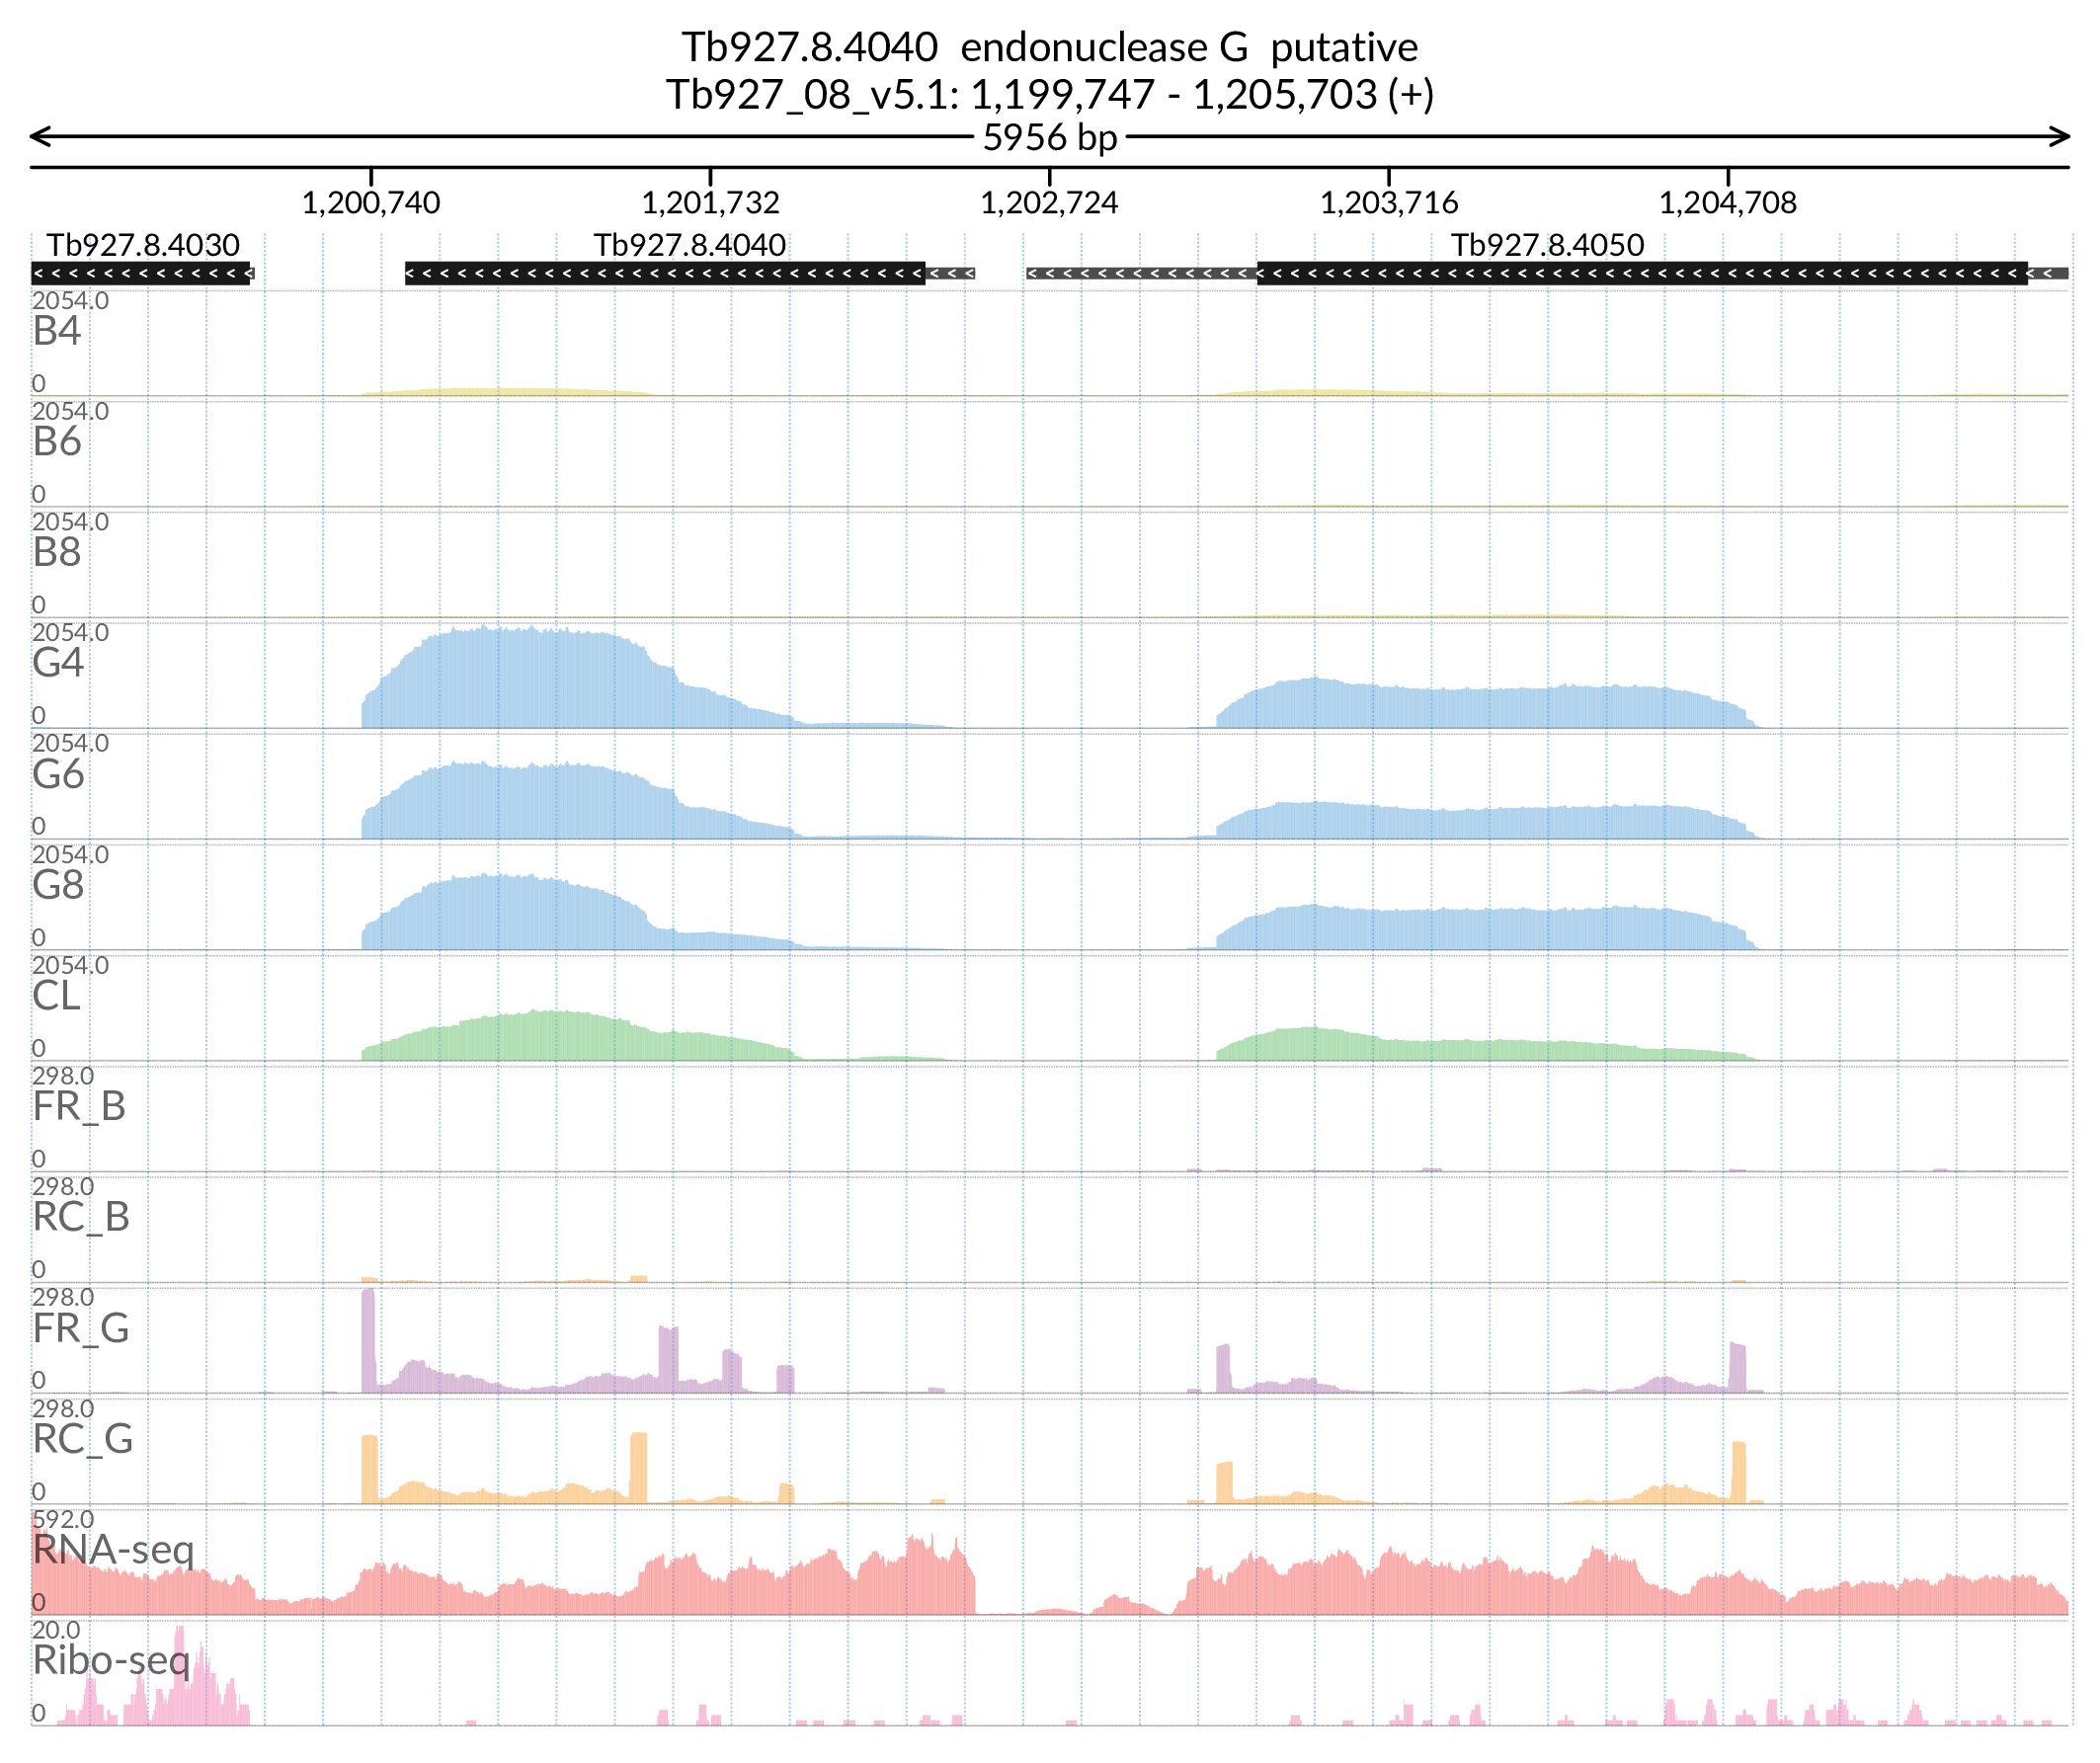 Tb927.8.4040 endonuclease G putative
Tb927_08_v5.1: 1,199,747 - 1,205,703 (+)
5956 bp
1,200,740 1,201,732 1,202,724 1,203,716 1,204,708
Tb927.8.4030 Tb927.8.4040 Tb927.8.4050
2054.0
B4
0
2054.0
B6
0
2054.0
B8
0
2054.0
G4
0
2054.0
G6
0
2054.0
G8
0
2054.0
CL
0
298.0
FR_B
0
298.0
RC_B
0
298.0
FR_G
0
298.0
RC_G
0
592.0
RNA-seq
0
20.0
Ribo-seq
0